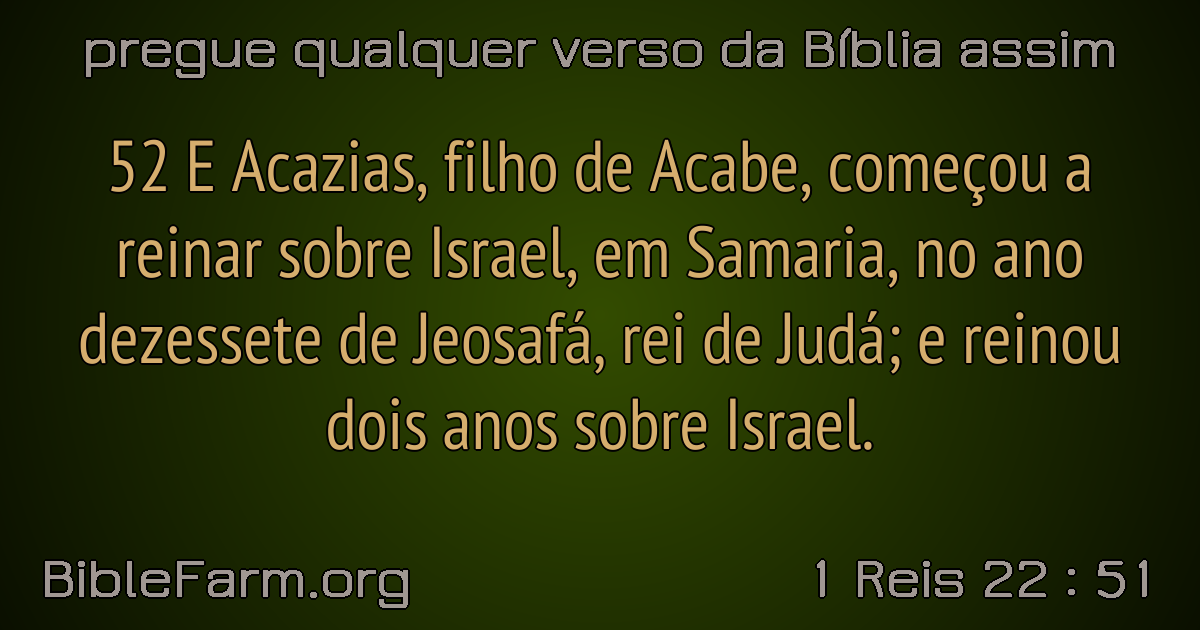 pregue qualquer verso da Bíblia assim
52 E Acazias, filho de Acabe, começou a
reinar sobre Israel, em Samaria, no ano
dezessete de Jeosafá, rei de Judá; e reinou
dois anos sobre Israel.
BibleFarm.org
1 Reis 22 : 51